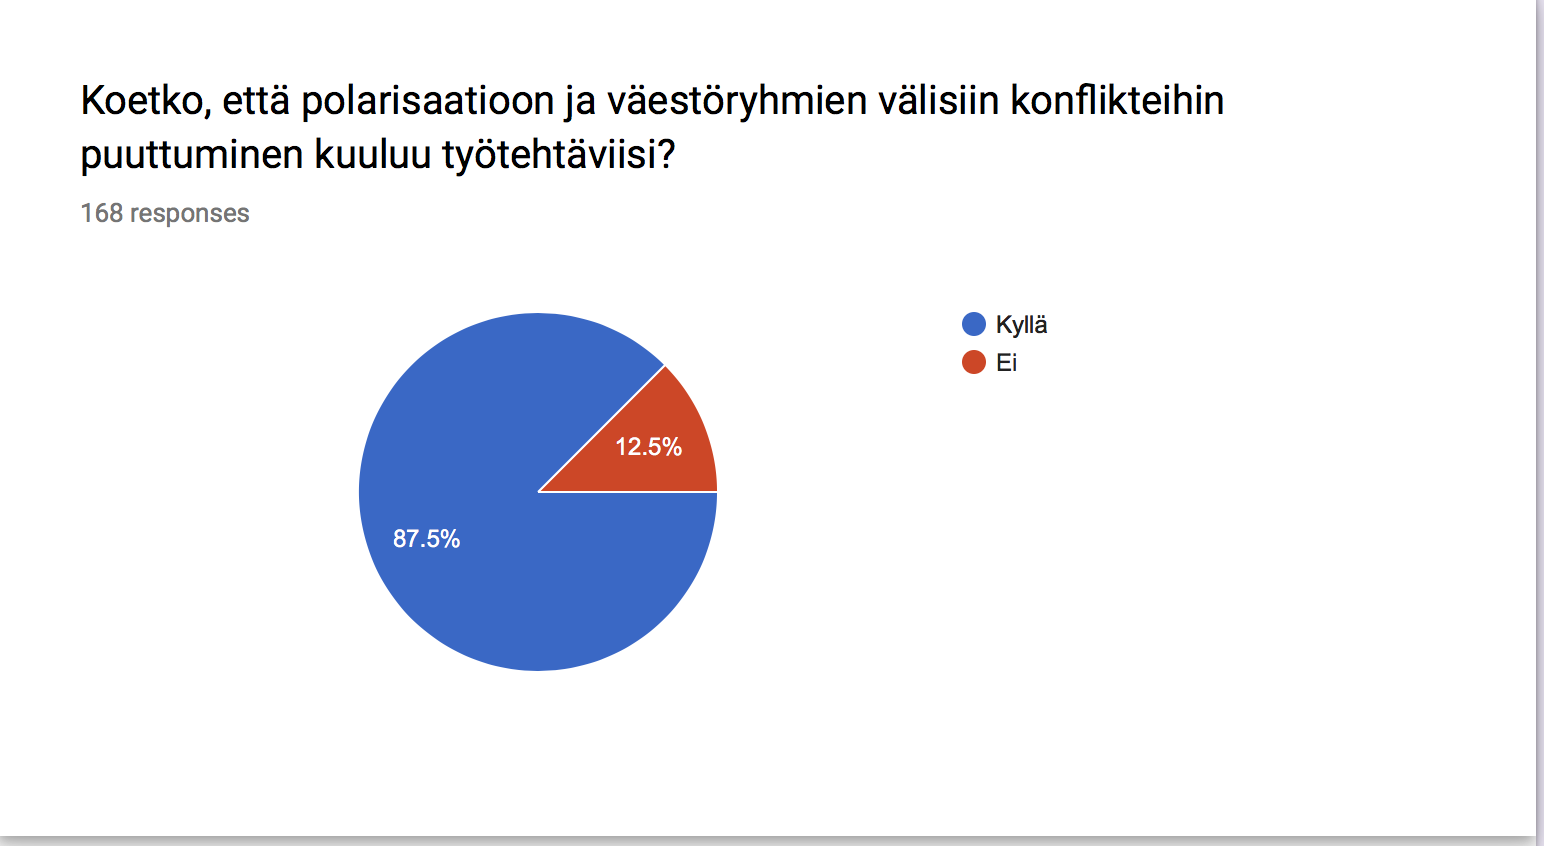 Koetko, että polarisaatioon ja väestöryhmien välisiin konflikteihin
puuttuminen kuuluu työtehtäviisi?
168 responses
Kyllä
Ei
12.5%
87.5%